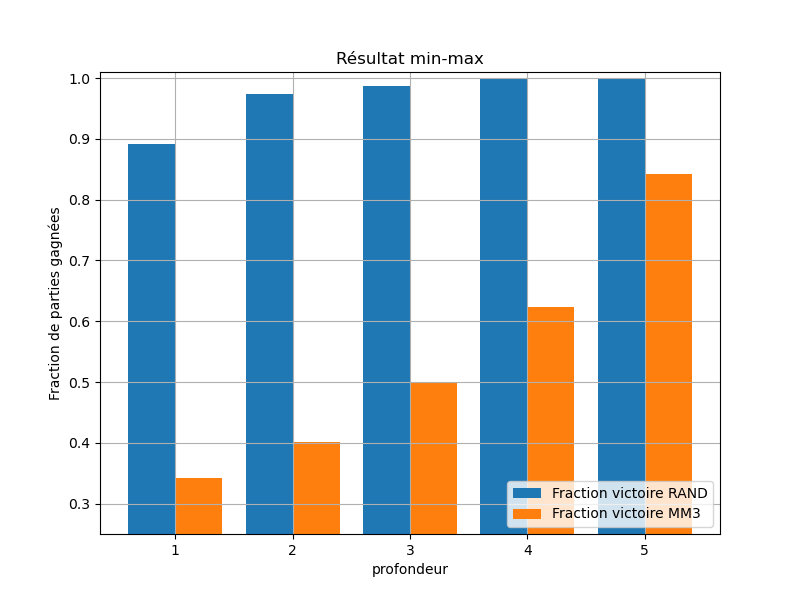 Résultat min-max
Fraction de parties gagnées
1.0
0.9
0.8
0.7
0.6
0.5
0.4
0.3
Fraction victoire RAND
Fraction victoire MM3
1 2 3 4 5
profondeur